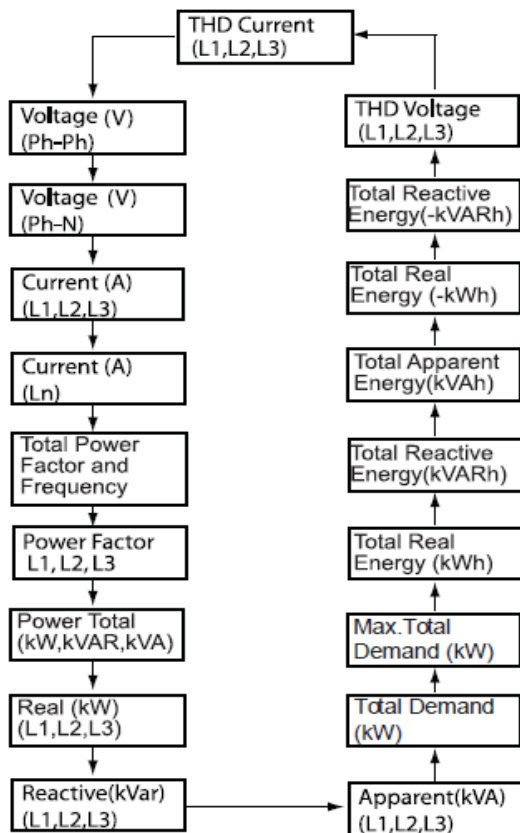 THD Current
(L1,L2,L3)
Voltage (V)
(Ph-Ph)
Voltage (V)
(Ph-N)
Current (A)
(L1,L2,L3)
Current (A)
(Ln)
Total Power
Factor and
Frequency
Power Factor
L1, L2, L3
Power Total
(kW,kVAR,kVA)
Real (kW)
(L1,L2,L3)
Reactive(kVar)
(L1,L2,L3)
Apparent(kVA)
(L1,L2,L3)
Total Demand
(kW)
Max.Total
Demand (kW)
Total Real
Energy (kWh)
Total Reactive
Energy(kVARh)
Total Apparent
Energy(kVAh)
Total Real
Energy (-kWh)
Total Reactive
Energy(-kVARh)
THD Voltage
(L1,L2,L3)